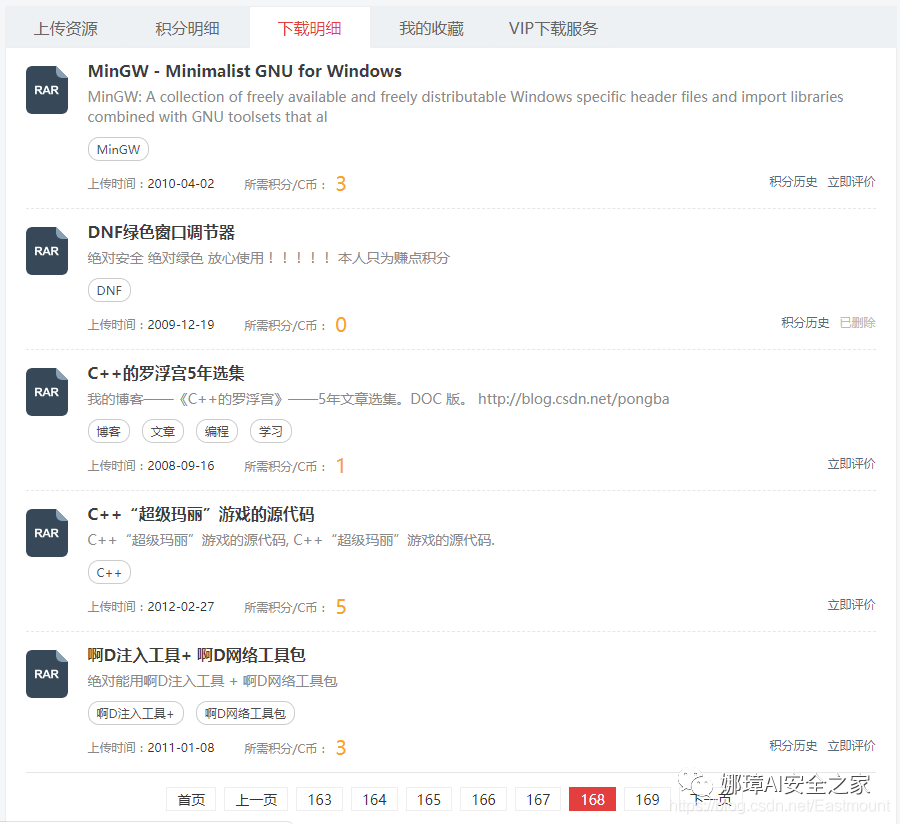 上传资源 积分明细 下载明细 我的收藏 VIP下载服务
RAR
MinGW - Minimalist GNU for Windows
MinGW: A collection of freely available and freely distributable Windows specific header files and import libraries
combined with GNU toolsets that al
MinGW
上传时间：2010-04-02 所需积分/C币： 3 积分历史 立即评价
RAR
DNF绿色窗口调节器
绝对安全 绝对绿色 放心使用！！！！！ 本人只为赚点积分
DNF
上传时间：2009-12-19 所需积分/C币： 0 积分历史 已删除
RAR
C++的罗浮宫5年选集
我的博客——《C++的罗浮宫》——5年文章选集。DOC 版。 http://blog.csdn.net/pongba
博客 文章 编程 学习
上传时间：2008-09-16 所需积分/C币： 1 立即评价
RAR
C++“超级玛丽”游戏的源代码
C++“超级玛丽”游戏的源代码, C++“超级玛丽”游戏的源代码.
C++
上传时间：2012-02-27 所需积分/C币： 5 立即评价
RAR
啊D注入工具+ 啊D网络工具包
绝对能用啊D注入工具 + 啊D网络工具包
啊D注入工具+ 啊D网络工具包
上传时间：2011-01-08 所需积分/C币： 3 积分历史 立即评价
首页 上一页 163 164 165 166 167 168 169 下一页
娜璋AI安全之家
https://blog.csdn.net/Eastmount